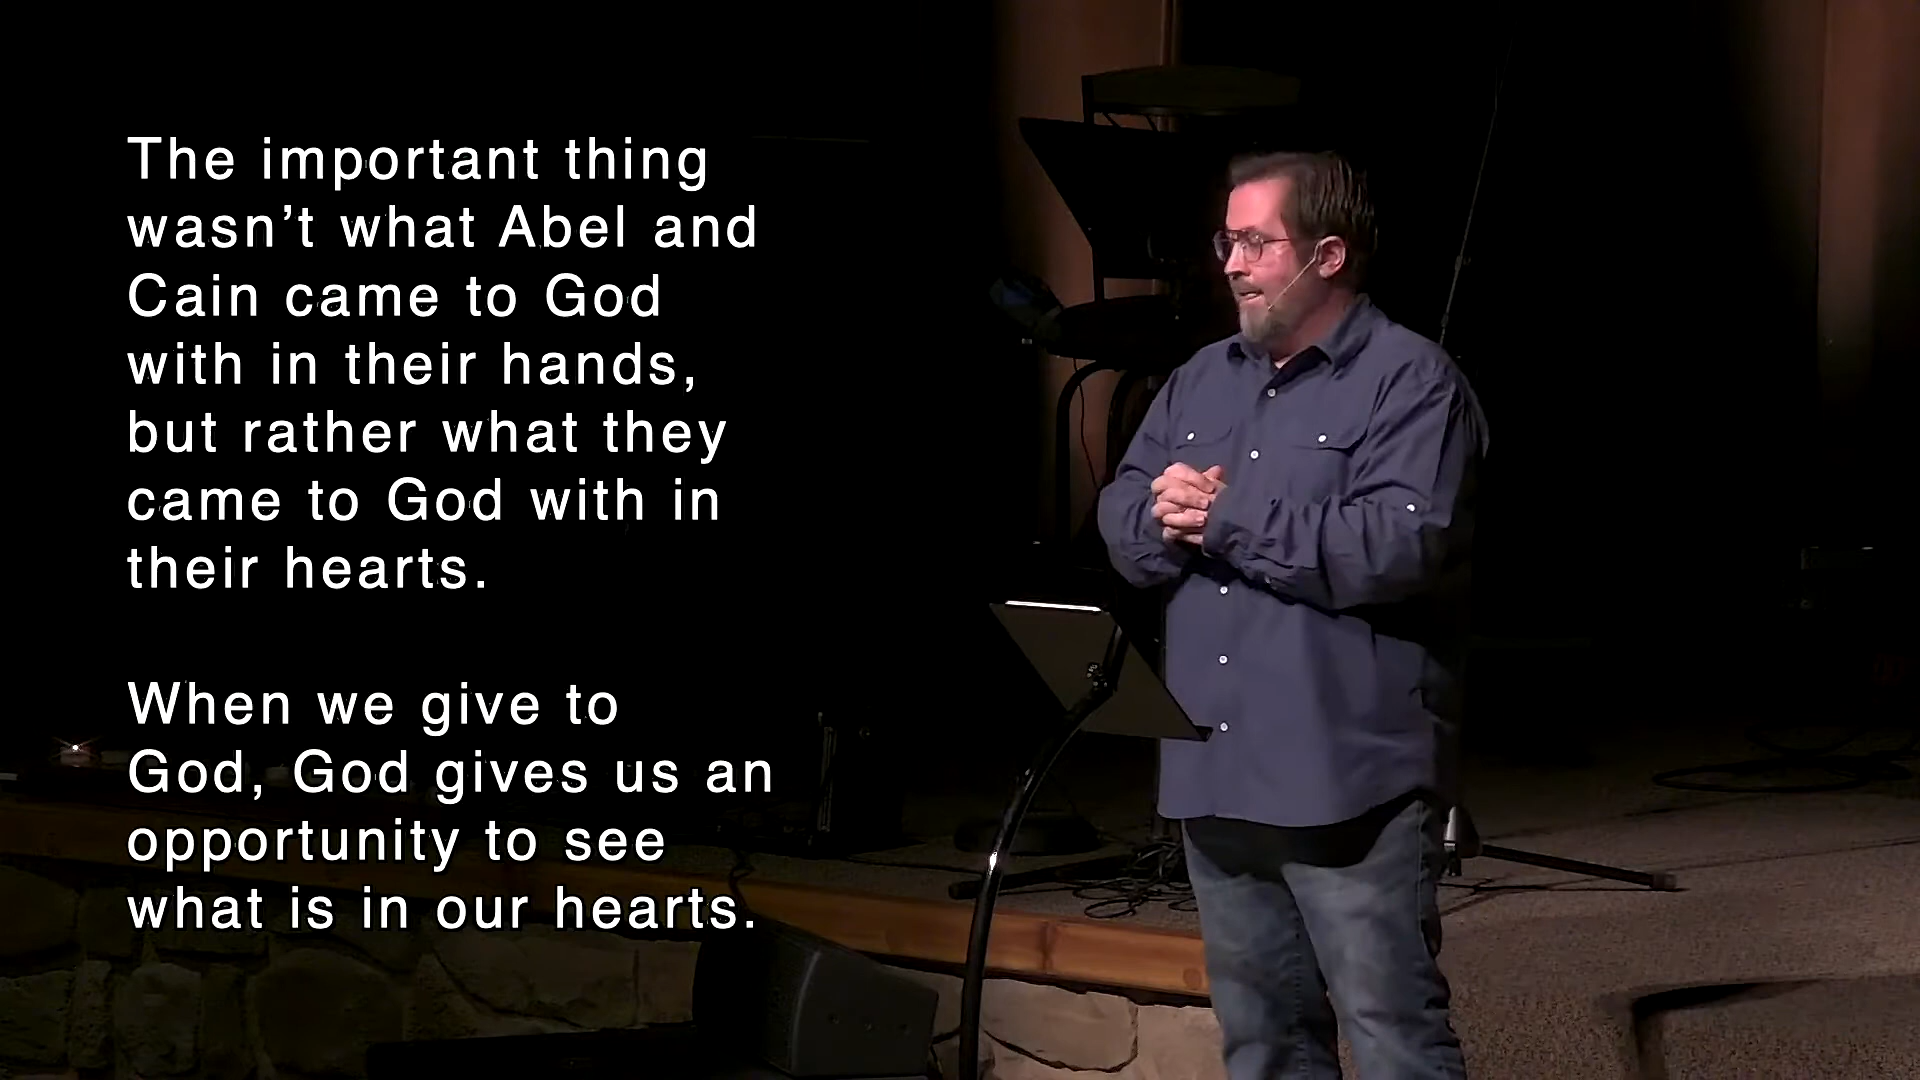 The important thing
wasn’t what Abel and
Cain came to God
with in their hands,
but rather what they
came to God with in
their hearts.
When we give to
God, God gives us an
opportunity to see
what is in our hearts.